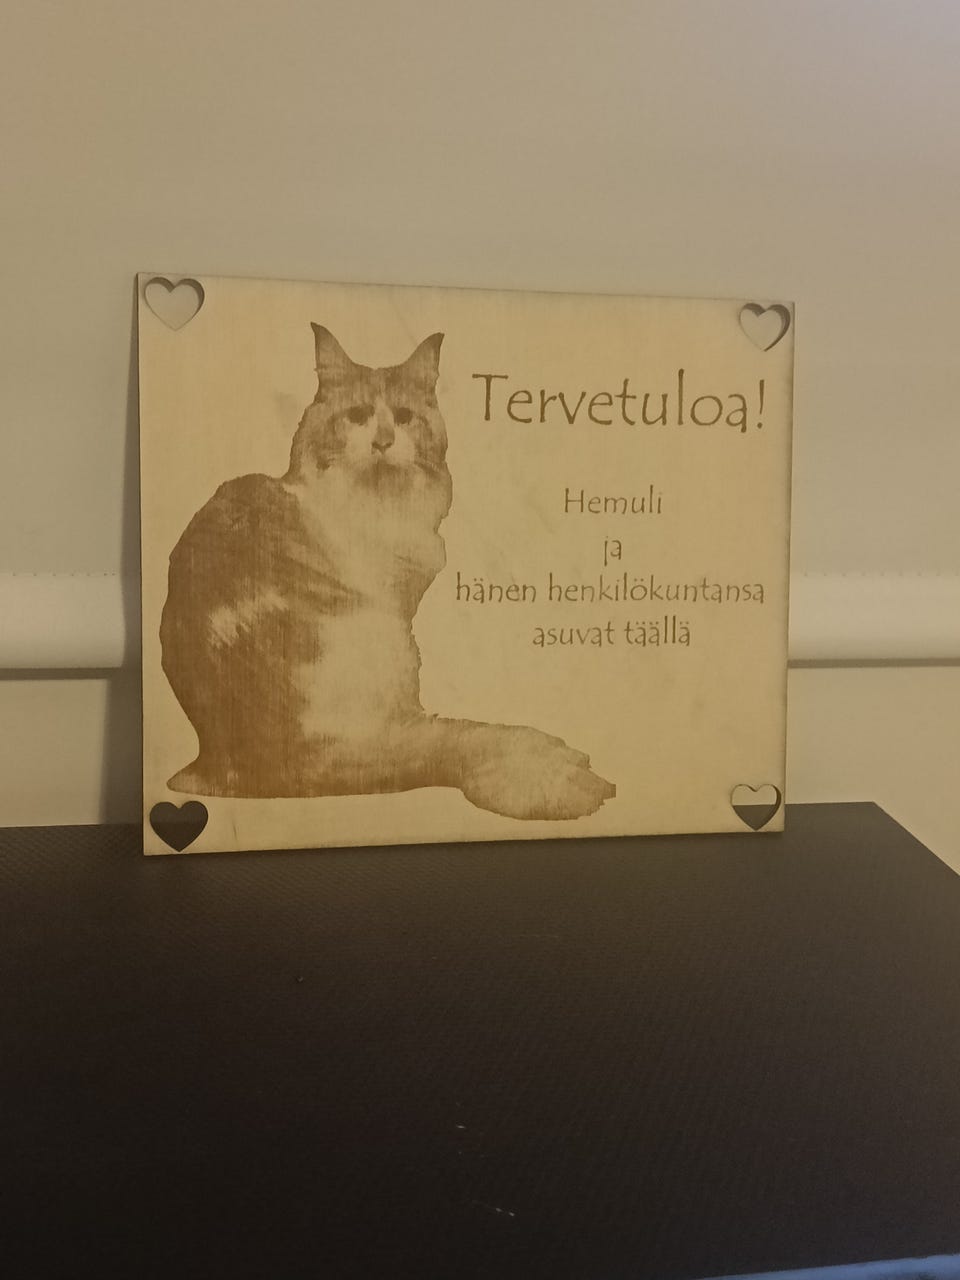 Tervetuloa!
Hemuli
ja
hänen henkilökuntansa
asuvat täällä